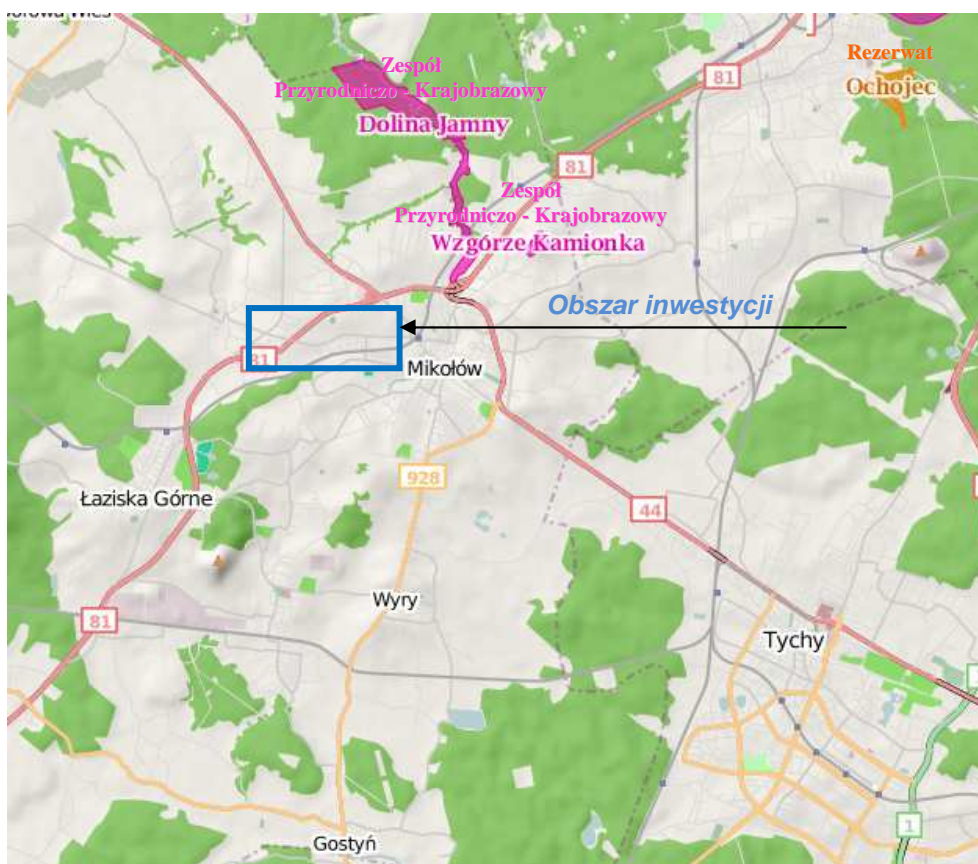 81
Zespół
Przyrodniczo - Krajobrazowy
Dolina Jamny
Rezerwat
Ochojec
81
Zespół
Przyrodniczo - Krajobrazowy
Wzgórze Kamionka
Obszar inwestycji
81
Mikołów
928
Łaziska Górne
44
Wyry
81
Tychy
1
Gostyń